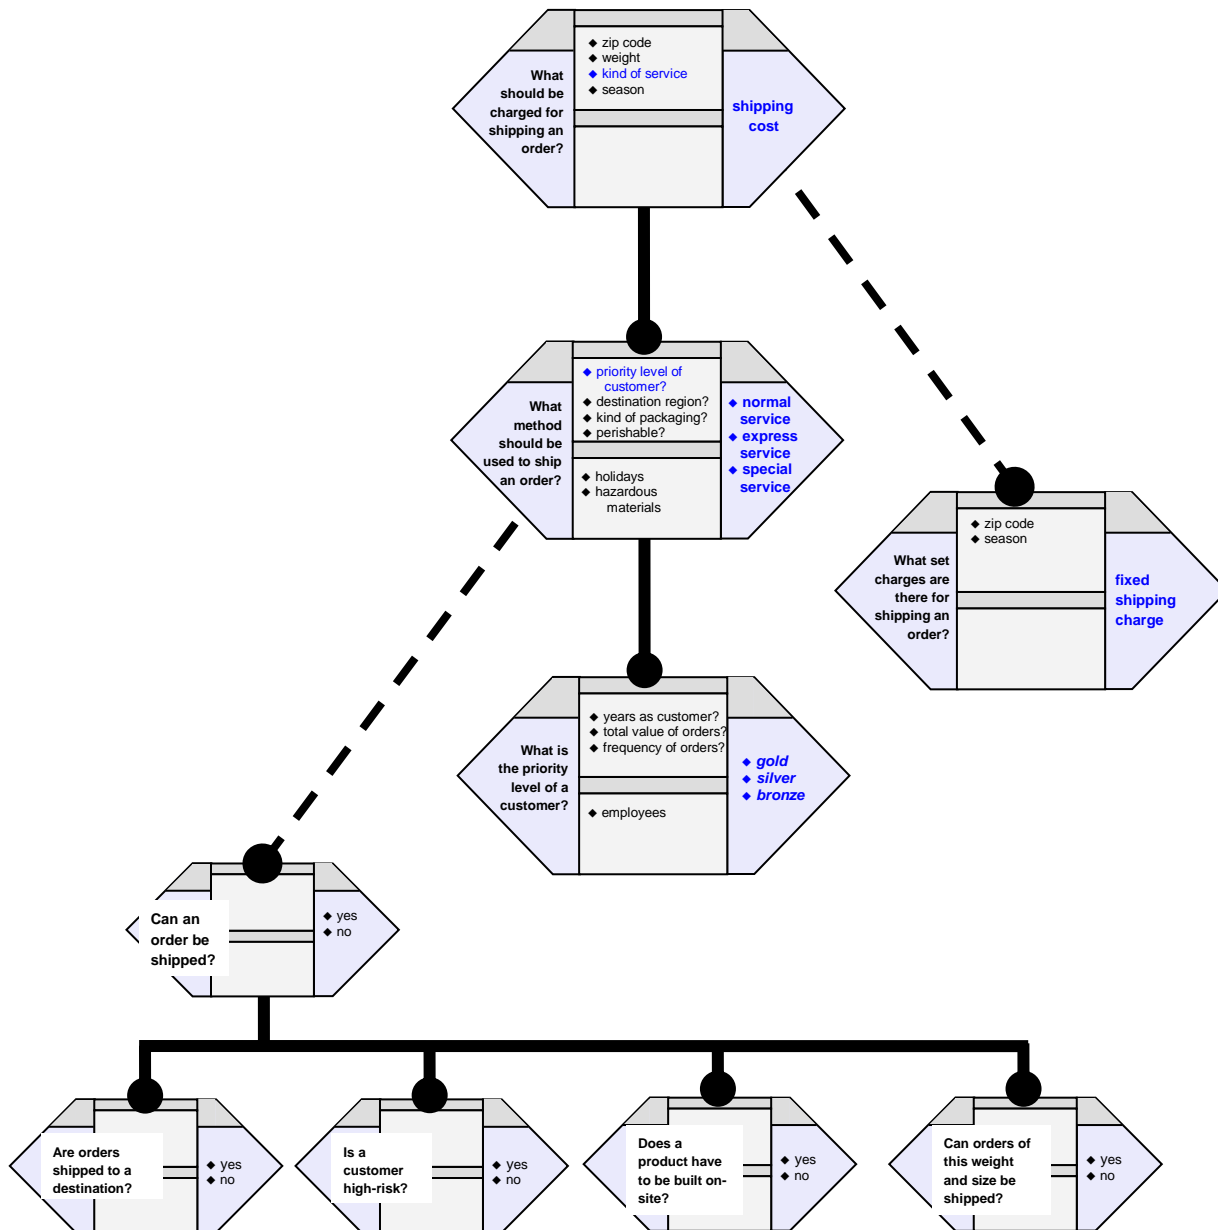 What
should be
charged for
shipping an
order?
◆ zip code
◆ weight
◆ kind of service
◆ season
shipping
cost
What
method
should be
used to ship
an order?
◆ priority level of
customer?
◆ destination region?
◆ kind of packaging?
◆ perishable?
◆ holidays
◆ hazardous
materials
◆ normal
service
◆ express
service
◆ special
service
What set
charges are
there for
shipping an
order?
◆ zip code
◆ season
fixed
shipping
charge
What is
the priority
level of a
customer?
◆ years as customer?
◆ total value of orders?
◆ frequency of orders?
◆ employees
◆ gold
◆ silver
◆ bronze
Can an
order be
shipped?
◆ yes
◆ no
Are orders
shipped to a
destination?
◆ yes
◆ no
Is a
customer
high-risk?
◆ yes
◆ no
Does a
product have
to be built on-
site?
◆ yes
◆ no
Can orders of
this weight
and size be
shipped?
◆ yes
◆ no